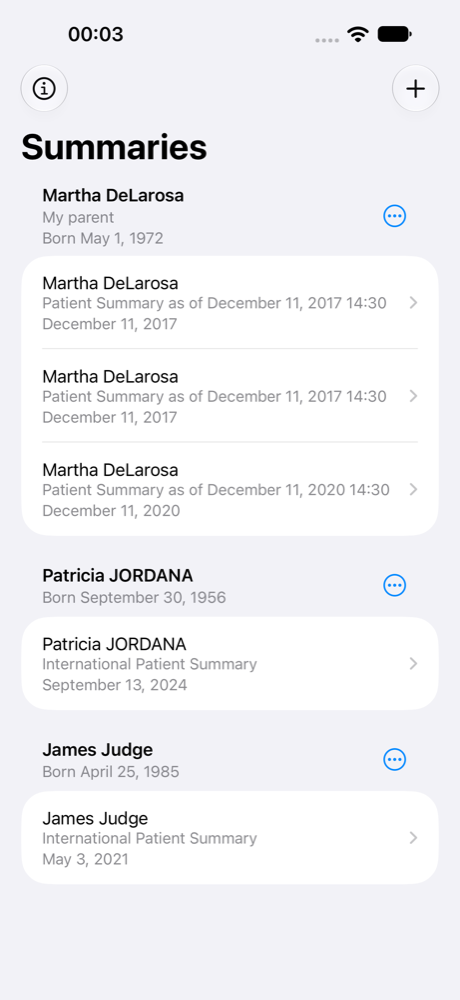 00:03
Summaries
Martha DeLarosa
My parent
Born May 1, 1972
Martha DeLarosa
Patient Summary as of December 11, 2017 14:30
December 11, 2017
Martha DeLarosa
Patient Summary as of December 11, 2017 14:30
December 11, 2017
Martha DeLarosa
Patient Summary as of December 11, 2020 14:30
December 11, 2020
Patricia JORDANA
Born September 30, 1956
Patricia JORDANA
International Patient Summary
September 13, 2024
James Judge
Born April 25, 1985
James Judge
International Patient Summary
May 3, 2021